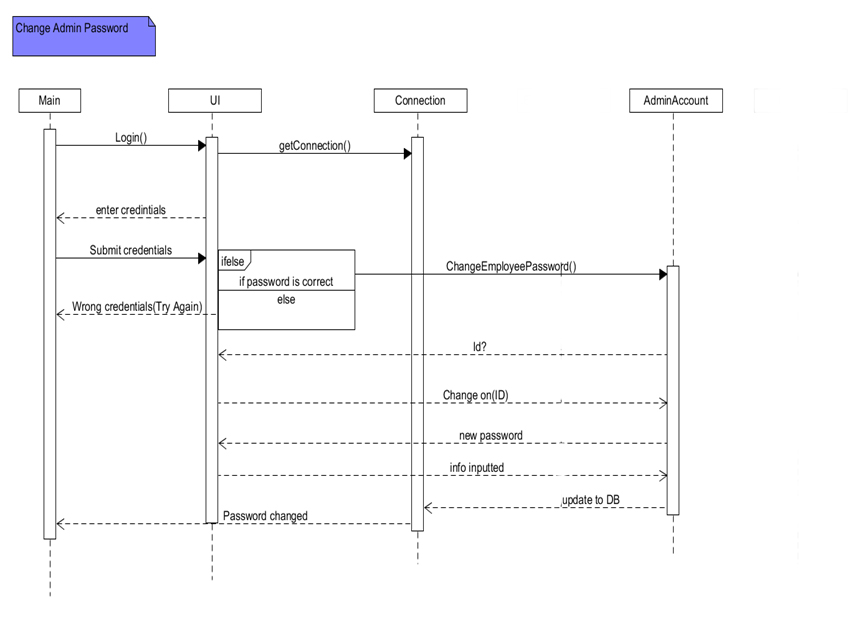 Change Admin Password
Main
UI
Connection
AdminAccount
Login()
getConnection()
enter credintials
Submit credentials
ifelse
if password is correct
else
ChangeEmployeePassword()
Wrong credentials(Try Again)
Id?
Change on(ID)
new password
info inputted
update to DB
Password changed